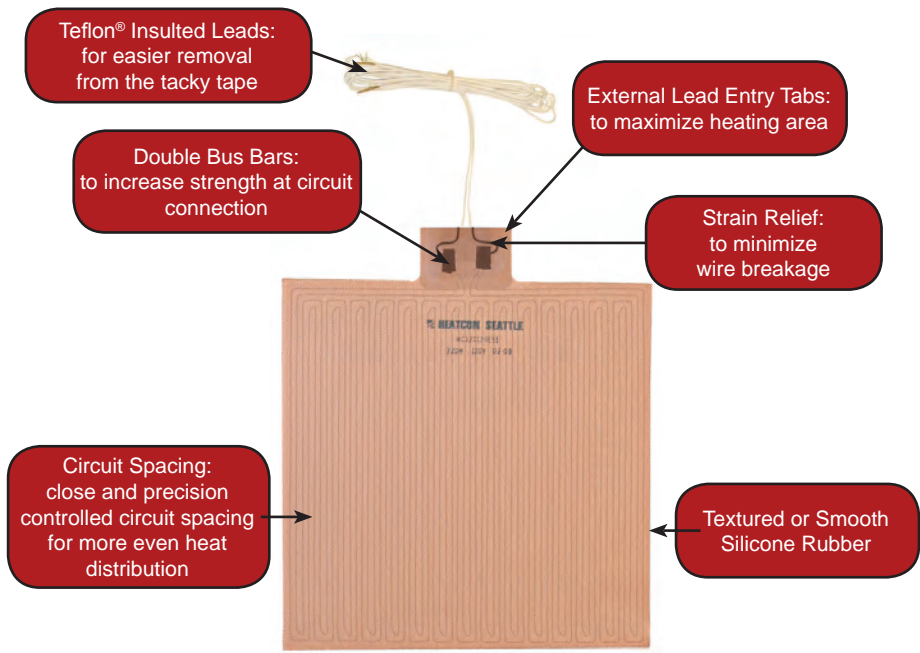 Teflon® Insulted Leads:
for easier removal
from the tacky tape
External Lead Entry Tabs:
to maximize heating area
Double Bus Bars:
to increase strength at circuit
connection
Strain Relief:
to minimize
wire breakage
HEATCON SEATTLE
Circuit Spacing:
close and precision
controlled circuit spacing
for more even heat
distribution
Textured or Smooth
Silicone Rubber